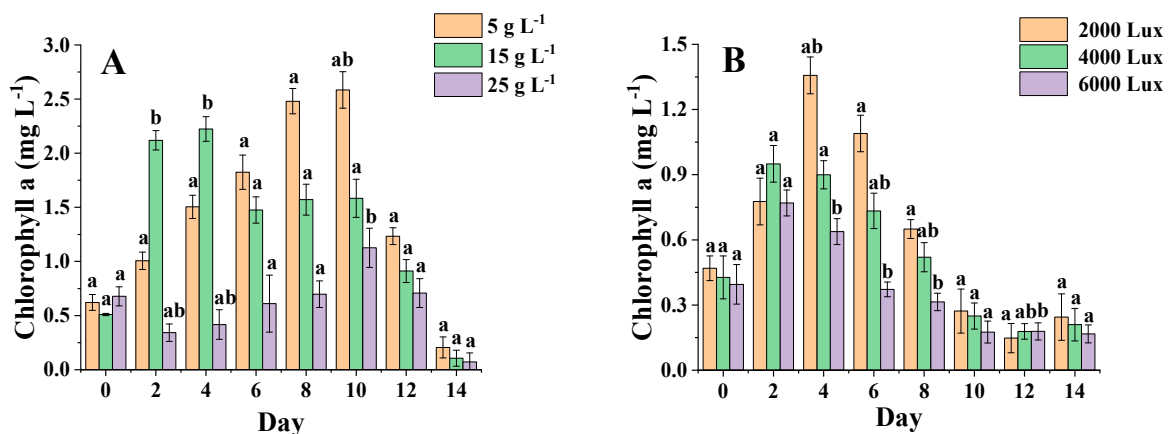 A
5 g L⁻¹
15 g L⁻¹
25 g L⁻¹
Chlorophyll a (mg L⁻¹)
3.0
2.5
2.0
1.5
1.0
0.5
0.0
a a a
a b ab
a b ab
a a a
a a a
ab a b
a a a
a a a
0 2 4 6 8 10 12 14
Day
B
2000 Lux
4000 Lux
6000 Lux
Chlorophyll a (mg L⁻¹)
1.5
1.2
0.9
0.6
0.3
0.0
a a a
a a a
ab a b
a ab b
a ab b
a a a
a abb
a a a
0 2 4 6 8 10 12 14
Day